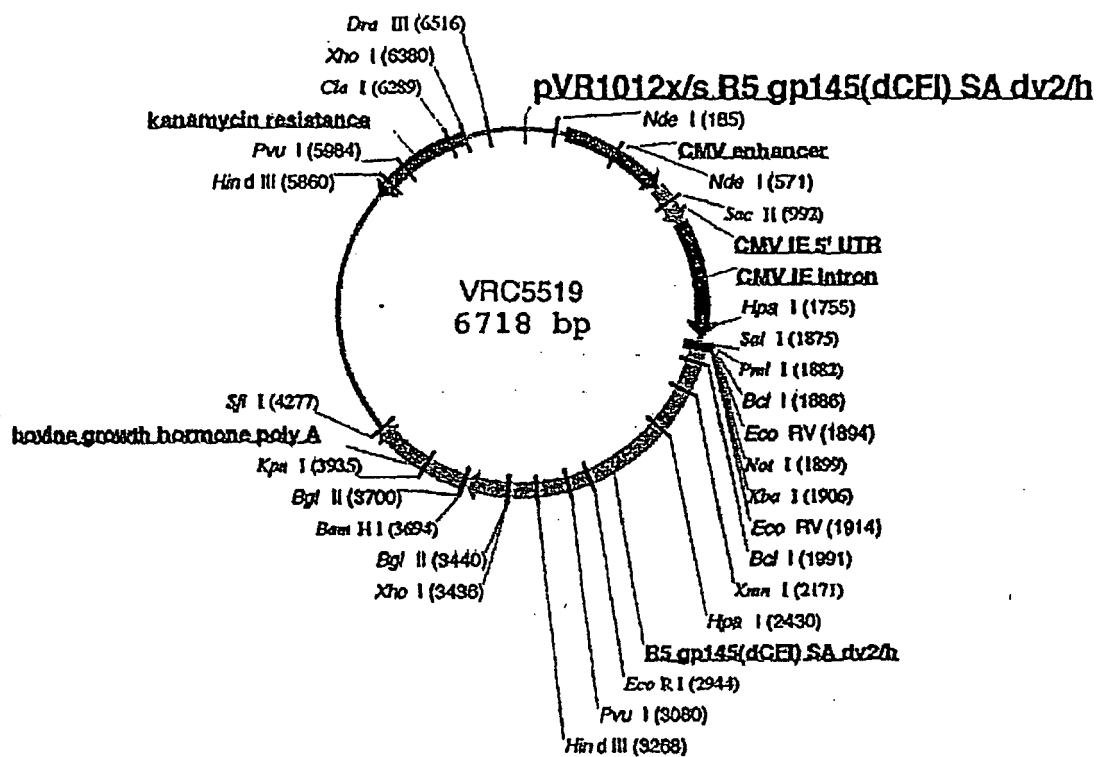 Dra III (6516)
Xho I (6380)
Cla I (6289)
kanamycin resistance
Pvu I (5984)
Hind III (5860)
pVR1012x/s R5 gp145(dCFI) SA dv2/h
Nde I (185)
CMV enhancer
Nde I (571)
Sac II (992)
CMV IE 5' UTR
CMV IE Intron
Hpa I (1755)
Sal I (1875)
Pml I (1882)
Bcl I (1886)
Eco RV (1894)
Not I (1899)
Xba I (1906)
Eco RV (1914)
Bcl I (1991)
Xmn I (2171)
Hpa I (2430)
R5 gp145(dCFI) SA dv2/h
Eco RI (2944)
Pvu I (3080)
Hind III (3268)
VRC5519
6718 bp
Sfi I (4277)
bovine growth hormone poly A
Kpn I (3935)
Bgl II (3700)
Bam HI (3694)
Bgl II (3440)
Xho I (3436)